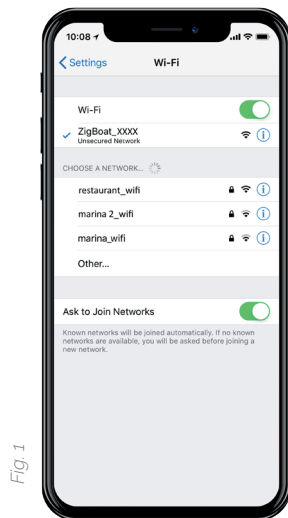 10:08
Settings
Wi-Fi
Wi-Fi
ZigBoat_XXXX
Unsecured Network
CHOOSE A NETWORK...
restaurant_wifi
marina 2_wifi
marina_wifi
Other...
Ask to Join Networks
Known networks will be joined automatically. If no known
networks are available, you will be asked before joining a
new network.
Fig. 1